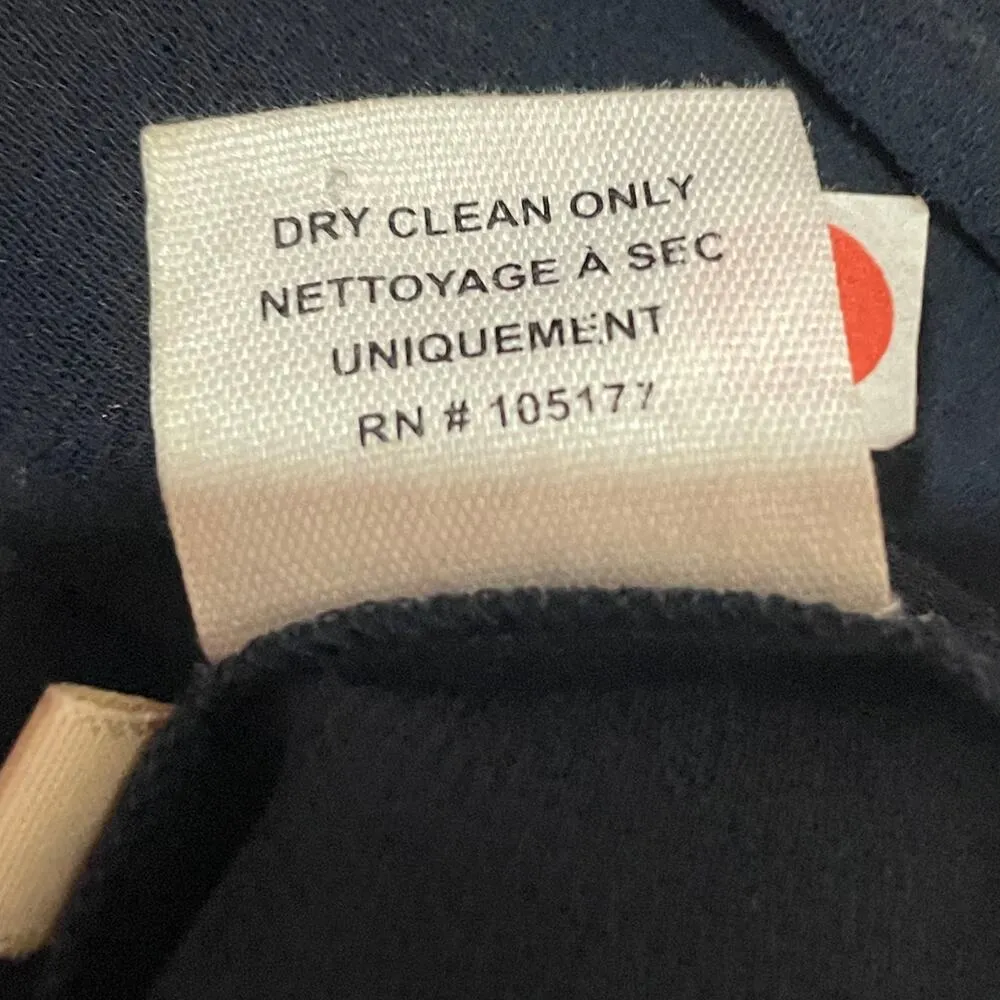 DRY CLEAN ONLY
NETTOYAGE À SEC
UNIQUEMENT
RN # 105177